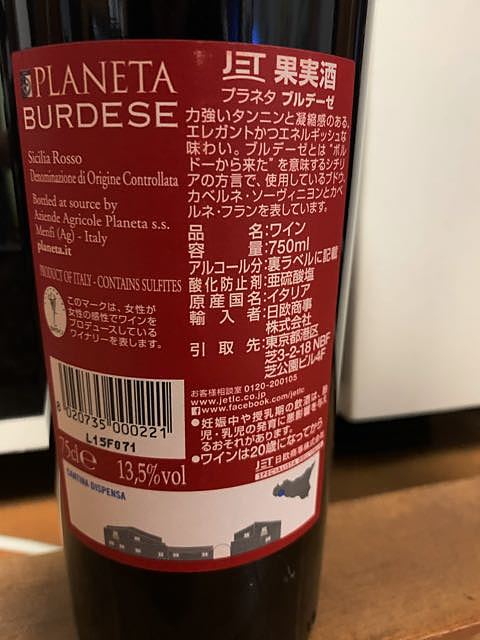 PLANETA
BURDESE
Sicilia Rosso
Denominazione di Origine Controllata
Bottled at source by
Aziende Agricole Planeta s.s.
Menfi (Ag) - Italy
planeta.it
PRODUCT OF ITALY - CONTAINS SULFITES
このマークは、女性が
女性の感性でワインを
プロデュースしている
ワイナリーを表します。
8 020735 000221
L15F071
75cl e
13,5%vol
CANTINA DISPENSA
JET 果実酒
プラネタ ブルデーゼ
力強いタンニンと凝縮感のある、
エレガントかつエネルギッシュな
味わい。ブルデーゼとは“ボル
ドーから来た”を意味するシチリ
アの方言で、使用しているブドウ、
カベルネ・ソーヴィニヨンとカベ
ルネ・フランを表しています。
品名:ワイン
容量:750ml
アルコール分:裏ラベルに記載
酸化防止剤:亜硫酸塩
原産国名:イタリア
輸入者:日欧商事
株式会社
引取先:東京都港区
芝3-2-18 NBF
芝公園ビル4F
お客様相談室 0120-200105
www.jetlc.co.jp
www.facebook.com/jetlc
●妊娠中や授乳期の飲酒は、胎
児・乳児の発育に悪影響を与え
るおそれがあります。
●ワインは20歳になってから
JET 日欧商事株式会社